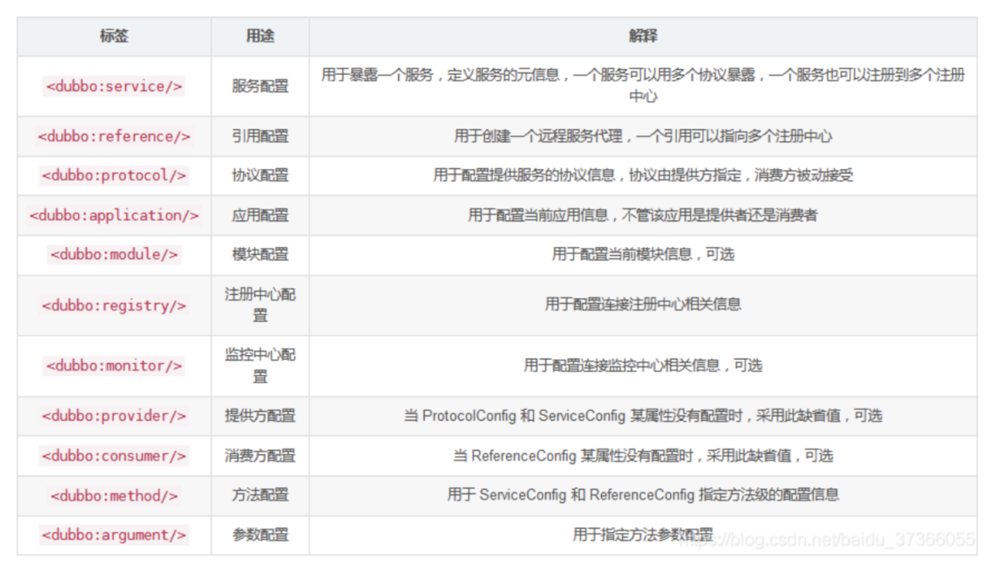 标签 用途 解释
<dubbo:service/> 服务配置 用于暴露一个服务，定义服务的元信息，一个服务可以用多个协议暴露，一个服务也可以注册到多个注册
中心
<dubbo:reference/> 引用配置 用于创建一个远程服务代理，一个引用可以指向多个注册中心
<dubbo:protocol/> 协议配置 用于配置提供服务的协议信息，协议由提供方指定，消费方被动接受
<dubbo:application/> 应用配置 用于配置当前应用信息，不管该应用是提供者还是消费者
<dubbo:module/> 模块配置 用于配置当前模块信息，可选
<dubbo:registry/> 注册中心配
置 用于配置连接注册中心相关信息
<dubbo:monitor/> 监控中心配
置 用于配置连接监控中心相关信息，可选
<dubbo:provider/> 提供方配置 当 ProtocolConfig 和 ServiceConfig 某属性没有配置时，采用此缺省值，可选
<dubbo:consumer/> 消费方配置 当 ReferenceConfig 某属性没有配置时，采用此缺省值，可选
<dubbo:method/> 方法配置 用于 ServiceConfig 和 ReferenceConfig 指定方法级的配置信息
<dubbo:argument/> 参数配置 用于指定方法参数配置
https://blog.csdn.net/baidu_37366055